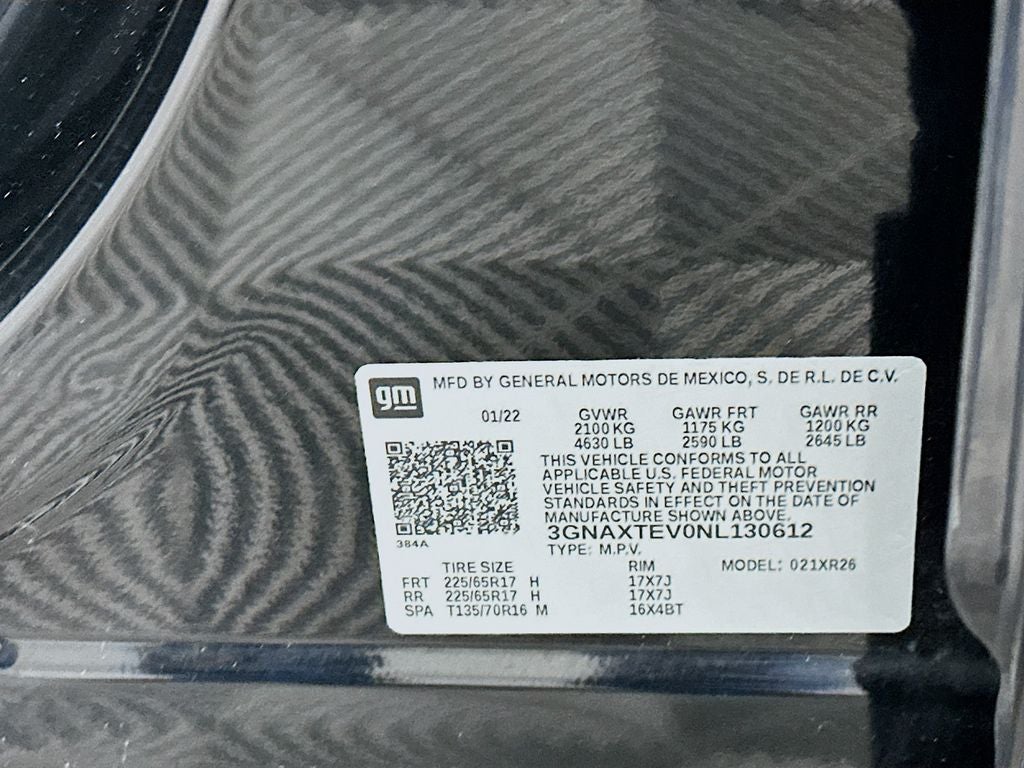 gm
MFD BY GENERAL MOTORS DE MEXICO, S. DE R.L. DE C.V.
01/22 GVWR GAWR FRT GAWR RR
2100 KG 1175 KG 1200 KG
4630 LB 2590 LB 2645 LB
THIS VEHICLE CONFORMS TO ALL
APPLICABLE U.S. FEDERAL MOTOR
VEHICLE SAFETY AND THEFT PREVENTION
STANDARDS IN EFFECT ON THE DATE OF
MANUFACTURE SHOWN ABOVE.
3GNAXTEV0NL130612
384A
TYPE: M.P.V.
TIRE SIZE RIM MODEL: 021XR26
FRT 225/65R17 H 17X7J
RR 225/65R17 H 17X7J
SPA T135/70R16 M 16X4BT